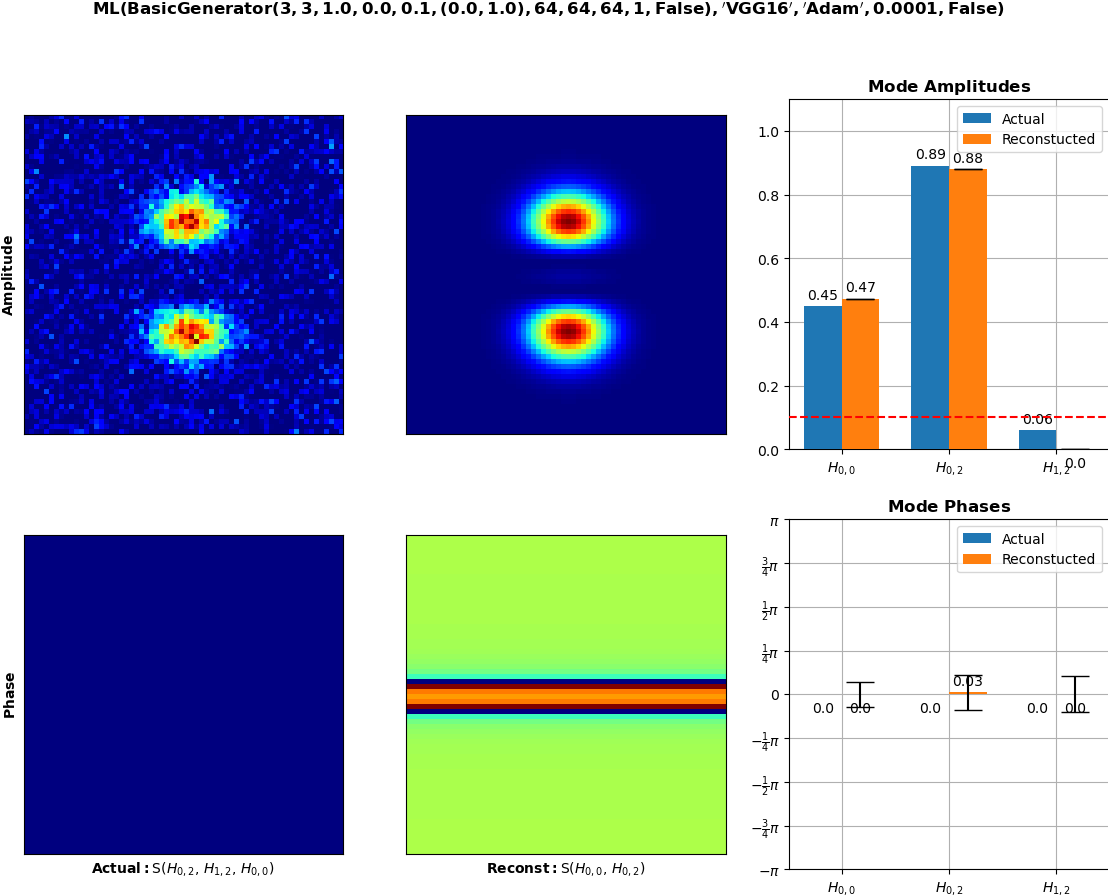 ML(BasicGenerator(3, 3, 1.0, 0.0, 0.1, (0.0, 1.0), 64, 64, 64, 1, False), 'VGG16', 'Adam', 0.0001, False)
Amplitude
Mode Amplitudes
Actual
Reconstucted
1.0
0.8
0.6
0.4
0.2
0.0
0.45
0.47
0.89
0.88
0.06
0.0
H0,0
H0,2
H1,2
Phase
Actual: S(H0,2, H1,2, H0,0)
Reconst: S(H0,0, H0,2)
Mode Phases
Actual
Reconstucted
π
3/4π
1/2π
1/4π
0
−1/4π
−1/2π
−3/4π
−π
0.0
0.0
0.0
0.03
0.0
0.0
H0,0
H0,2
H1,2